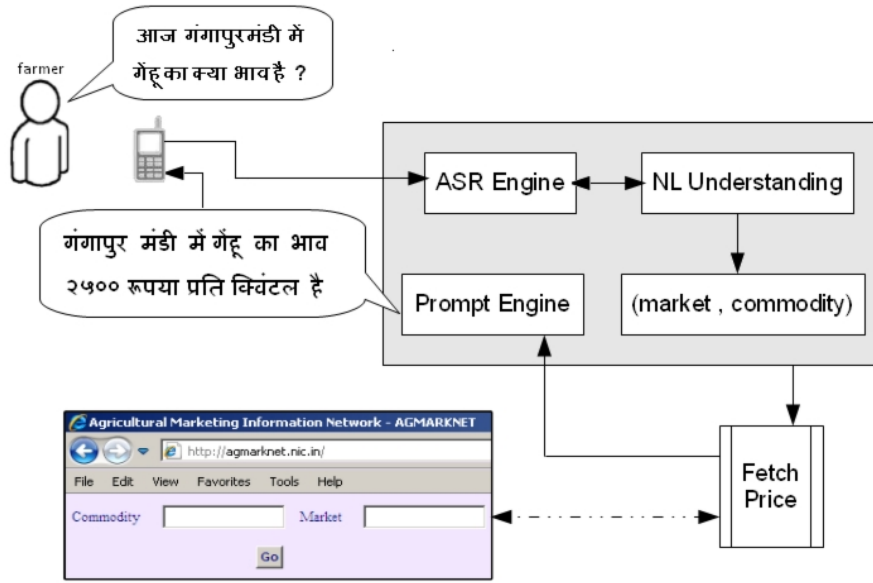 आज गंगापुरमंडी में
गेंहू का क्या भाव है ?
farmer
ASR Engine
NL Understanding
गंगापुर मंडी में गेंहू का भाव
२५०० रूपया प्रति क्विंटल है
Prompt Engine
(market , commodity)
Agricultural Marketing Information Network - AGMARKNET
http://agmarknet.nic.in/
File Edit View Favorites Tools Help
Commodity Market
Go
Fetch
Price